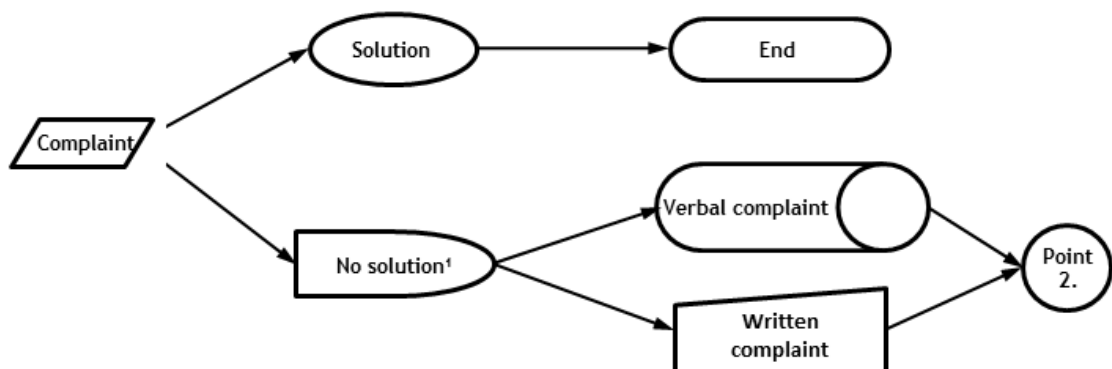 Solution
End
Complaint
Verbal complaint
No solution¹
Point
2.
Written
complaint